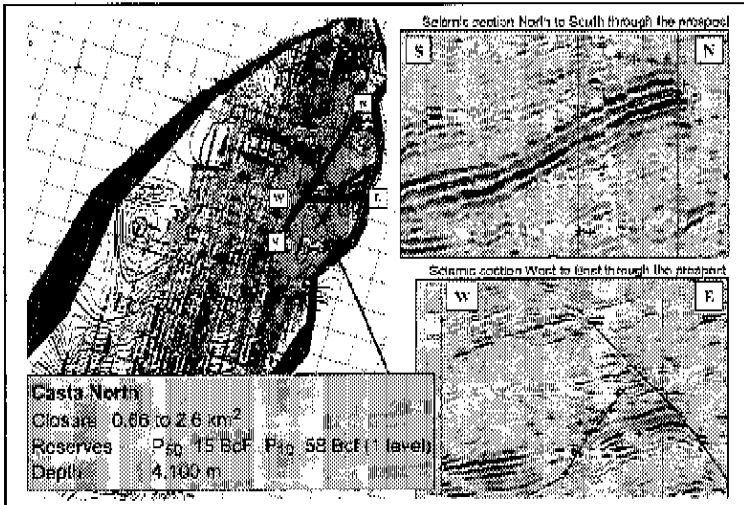 Seismic section North to South through the prospect
S N
N
W E
S
Seismic section West to East through the prospect
W E
Casta North
Closure 0.66 to 2.6 km²
Reserves P50 15 Bcf P10 58 Bcf (1 level)
Depth 4,100 m